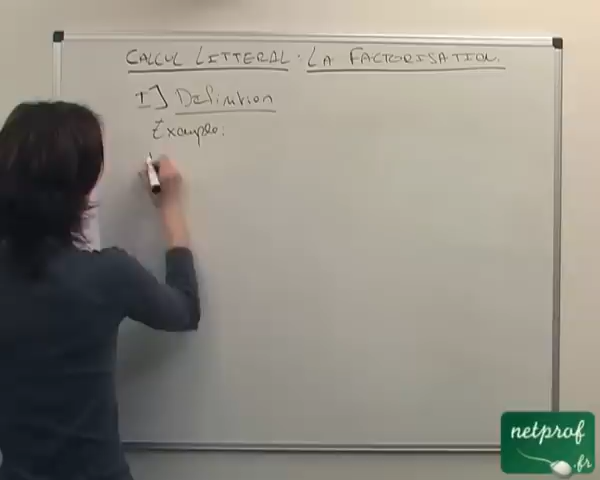 CALCUL LITTERAL : LA FACTORISATION.
I] Définition
Exemple:
netprof
.fr